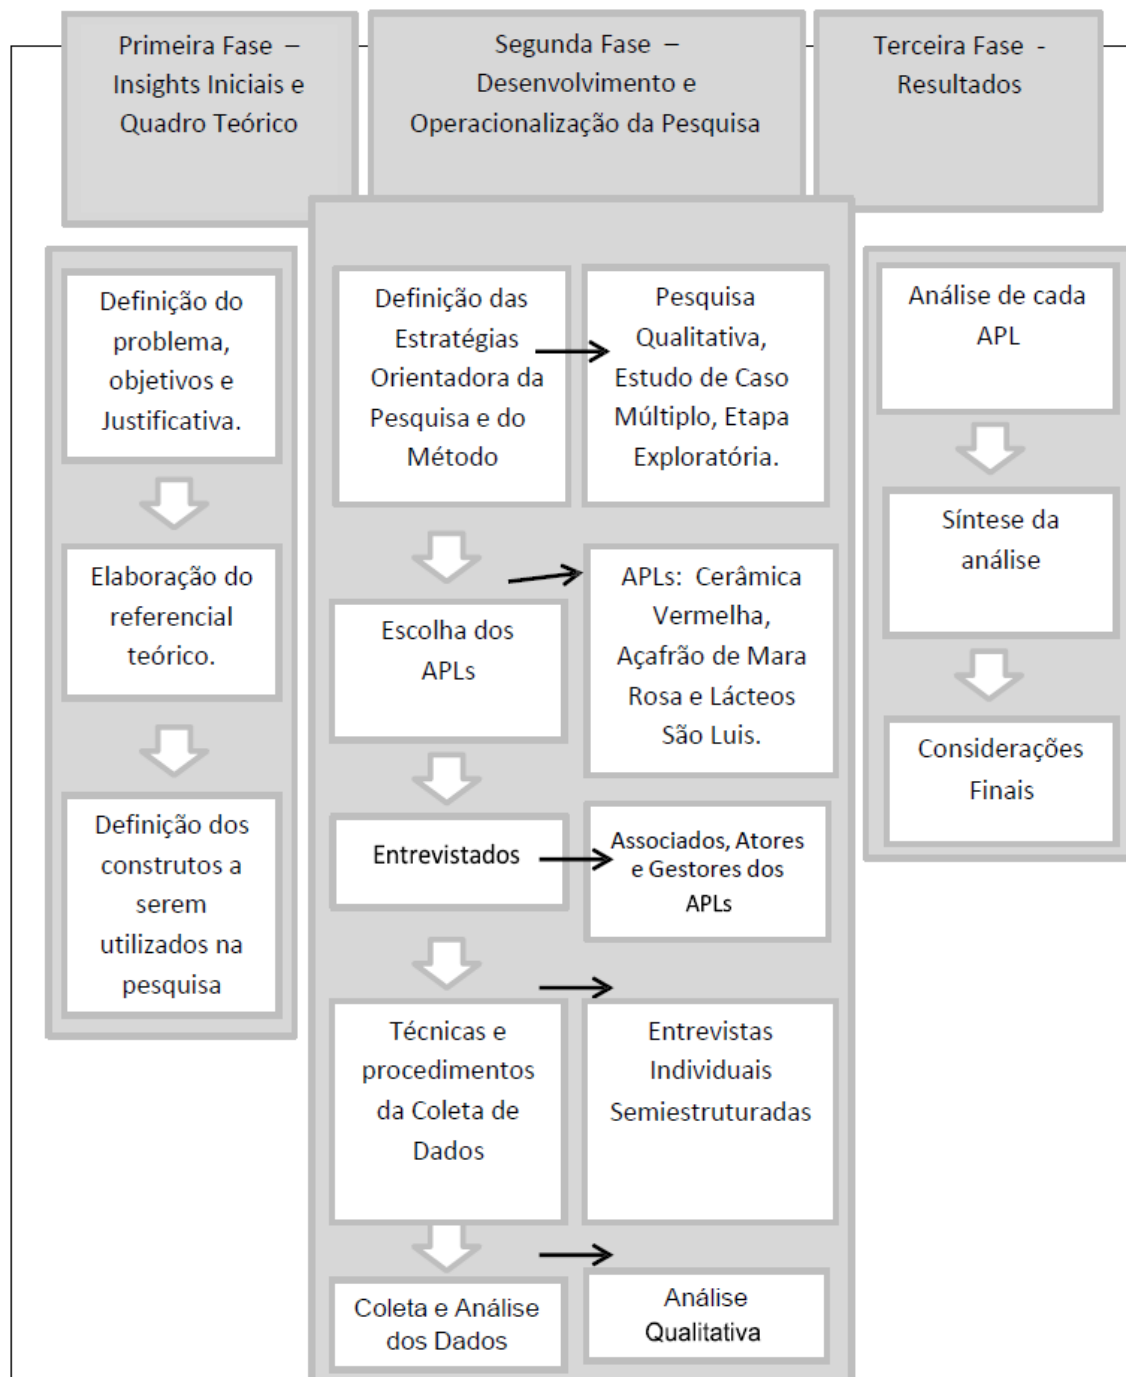 Primeira Fase –
Insights Iniciais e
Quadro Teórico
Segunda Fase –
Desenvolvimento e
Operacionalização da Pesquisa
Terceira Fase -
Resultados
Definição do
problema,
objetivos e
Justificativa.
Elaboração do
referencial
teórico.
Definição dos
construtos a
serem
utilizados na
pesquisa
Definição das
Estratégias
Orientadora da
Pesquisa e do
Método
Pesquisa
Qualitativa,
Estudo de Caso
Múltiplo, Etapa
Exploratória.
Escolha dos
APLs
APLs: Cerâmica
Vermelha,
Açafrão de Mara
Rosa e Lácteos
São Luis.
Entrevistados
Associados, Atores
e Gestores dos
APLs
Técnicas e
procedimentos
da Coleta de
Dados
Entrevistas
Individuais
Semiestruturadas
Coleta e Análise
dos Dados
Análise
Qualitativa
Análise de cada
APL
Síntese da
análise
Considerações
Finais